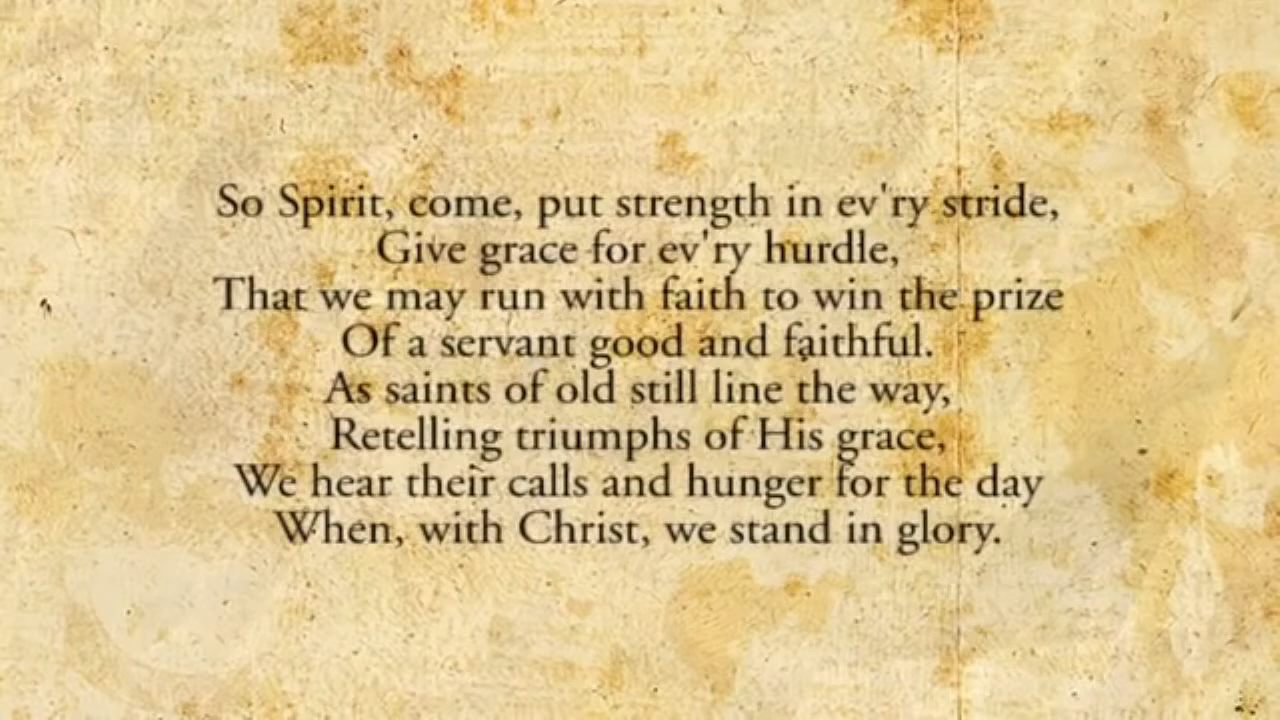 So Spirit, come, put strength in ev'ry stride,
Give grace for ev'ry hurdle,
That we may run with faith to win the prize
Of a servant good and faithful.
As saints of old still line the way,
Retelling triumphs of His grace,
We hear their calls and hunger for the day
When, with Christ, we stand in glory.